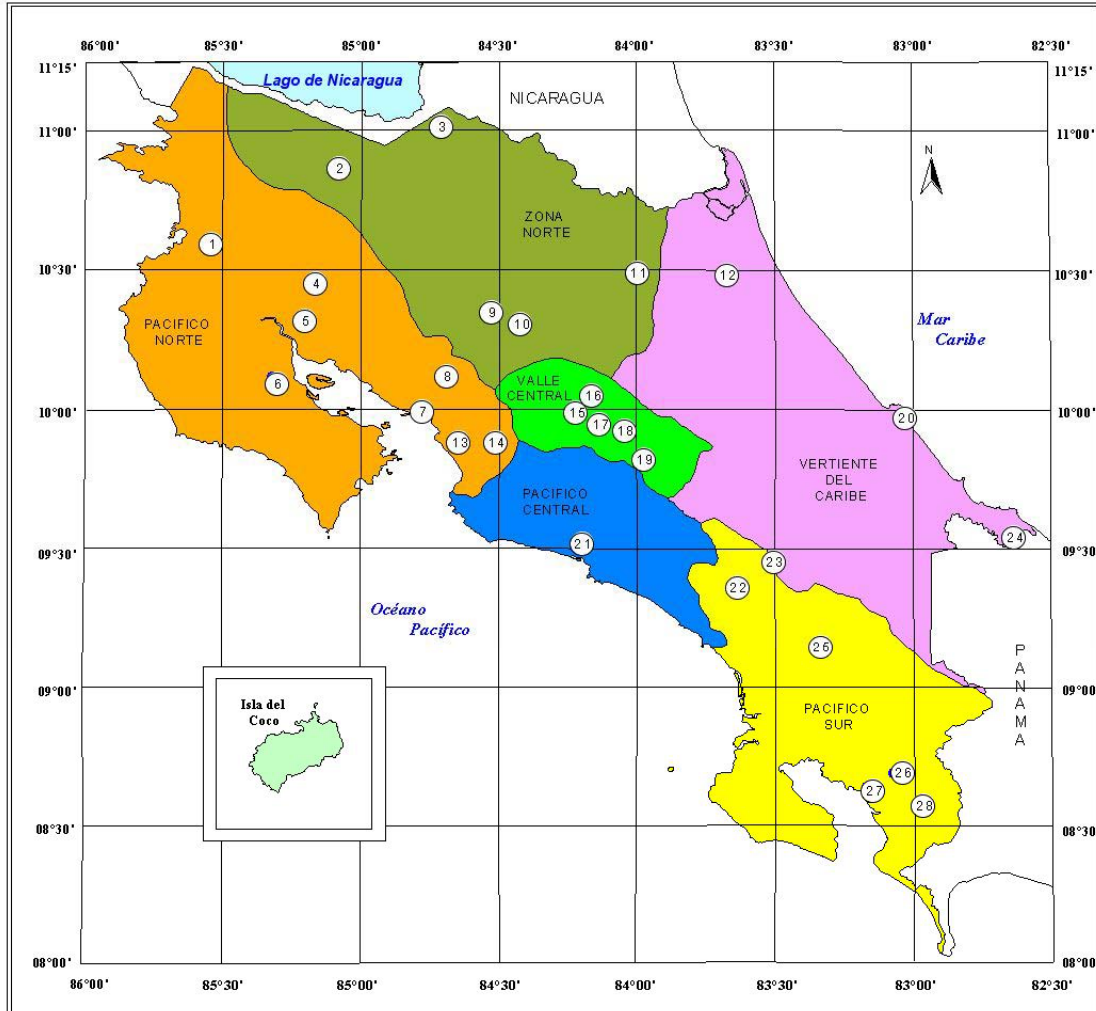 86°00'
85°30'
85°00'
84°30'
84°00'
83°30'
83°00'
82°30'
11°15'
11°15'
Lago de Nicaragua
NICARAGUA
3
11°00'
11°00'
2
N
ZONA
NORTE
1
10°30'
10°30'
11
12
4
9
10
5
PACIFICO
NORTE
Mar
Caribe
6
8
VALLE
CENTRAL
16
10°00'
10°00'
7
15
17
18
20
13
14
19
VERTIENTE
DEL
CARIBE
PACIFICO
CENTRAL
09°30'
09°30'
21
24
23
22
Océano
Pacífico
25
PANAMA
09°00'
09°00'
Isla del
Coco
PACIFICO
SUR
26
27
28
08°30'
08°30'
08°00'
08°00'
86°00'
85°30'
85°00'
84°30'
84°00'
83°30'
83°00'
82°30'